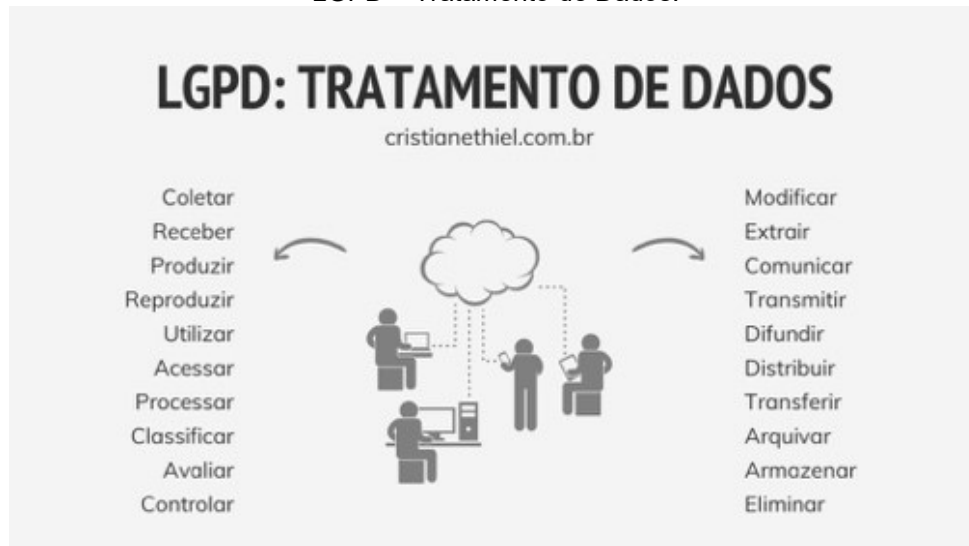 LGPD: TRATAMENTO DE DADOS
cristianethiel.com.br
Coletar
Receber
Produzir
Reproduzir
Utilizar
Acessar
Processar
Classificar
Avaliar
Controlar
Modificar
Extrair
Comunicar
Transmitir
Difundir
Distribuir
Transferir
Arquivar
Armazenar
Eliminar